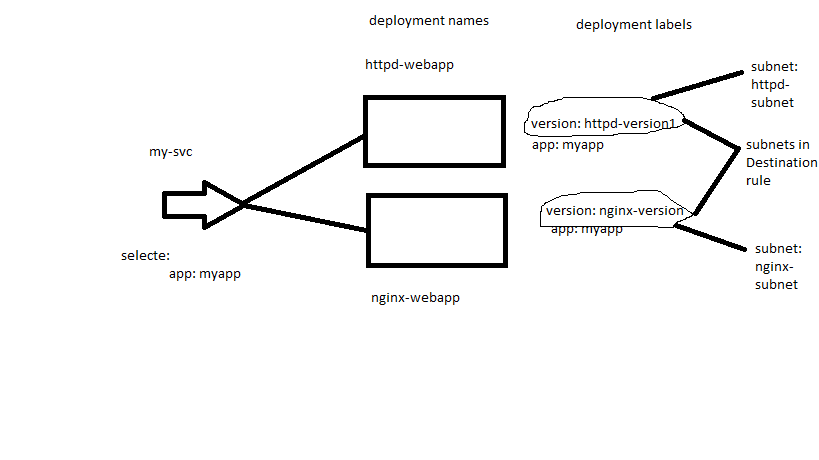 deployment names
deployment labels
httpd-webapp
subnet:
httpd-
subnet
version: httpd-version1
app: myapp
my-svc
subnets in
Destination
rule
version: nginx-version
app: myapp
selecte:
app: myapp
subnet:
nginx-
subnet
nginx-webapp